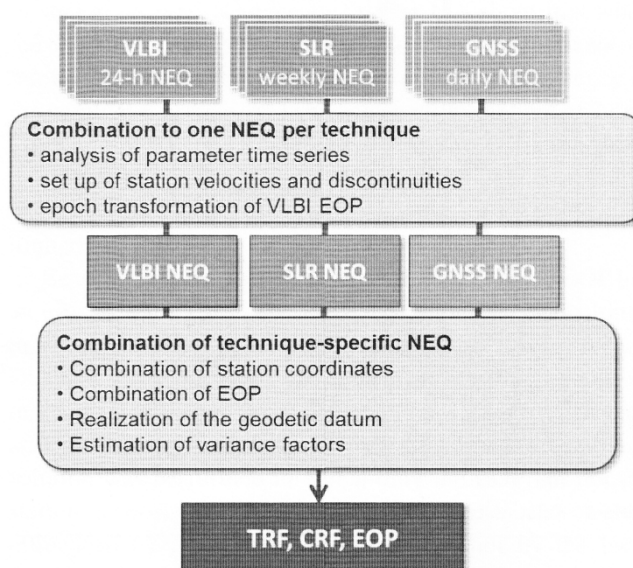 VLBI
24-h NEQ
SLR
weekly NEQ
GNSS
daily NEQ
Combination to one NEQ per technique
• analysis of parameter time series
• set up of station velocities and discontinuities
• epoch transformation of VLBI EOP
VLBI NEQ
SLR NEQ
GNSS NEQ
Combination of technique-specific NEQ
• Combination of station coordinates
• Combination of EOP
• Realization of the geodetic datum
• Estimation of variance factors
TRF, CRF, EOP